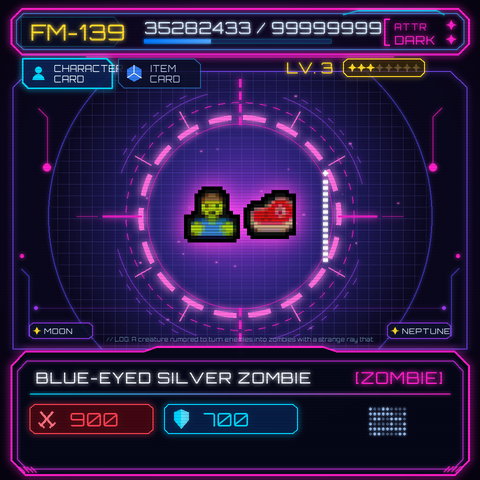 FM-139
35282433 / 99999999
ATTR
DARK
CHARACTER
CARD
ITEM
CARD
LV. 3
MOON
NEPTUNE
// LOG: A creature rumored to turn enemies into zombies with a strange ray that
BLUE-EYED SILVER ZOMBIE
[ZOMBIE]
900
700